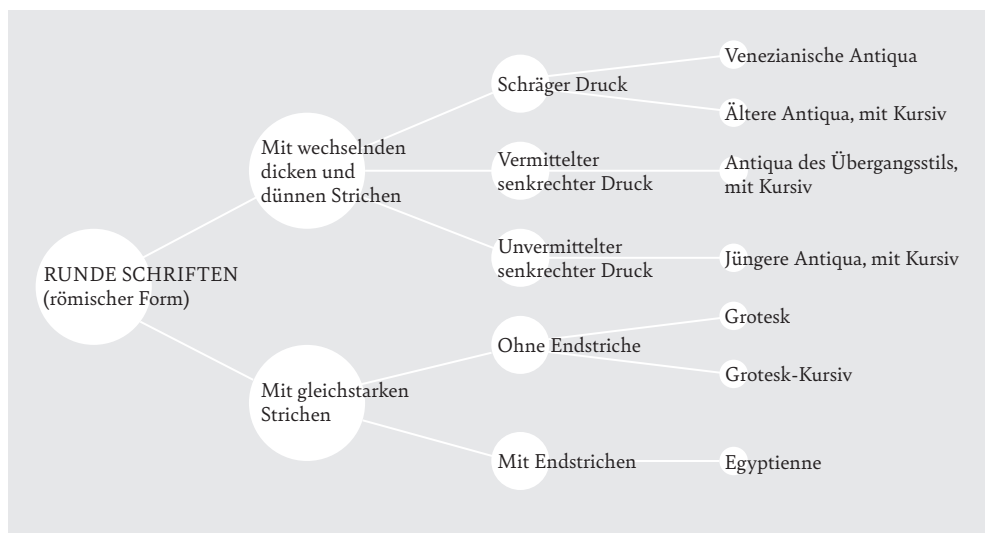 RUNDE SCHRIFTEN
(römischer Form)
Mit wechselnden
dicken und
dünnen Strichen
Mit gleichstarken
Strichen
Schräger Druck
Vermittelter
senkrechter Druck
Unvermittelter
senkrechter Druck
Ohne Endstriche
Mit Endstrichen
Venezianische Antiqua
Ältere Antiqua, mit Kursiv
Antiqua des Übergangsstils,
mit Kursiv
Jüngere Antiqua, mit Kursiv
Grotesk
Grotesk-Kursiv
Egyptienne